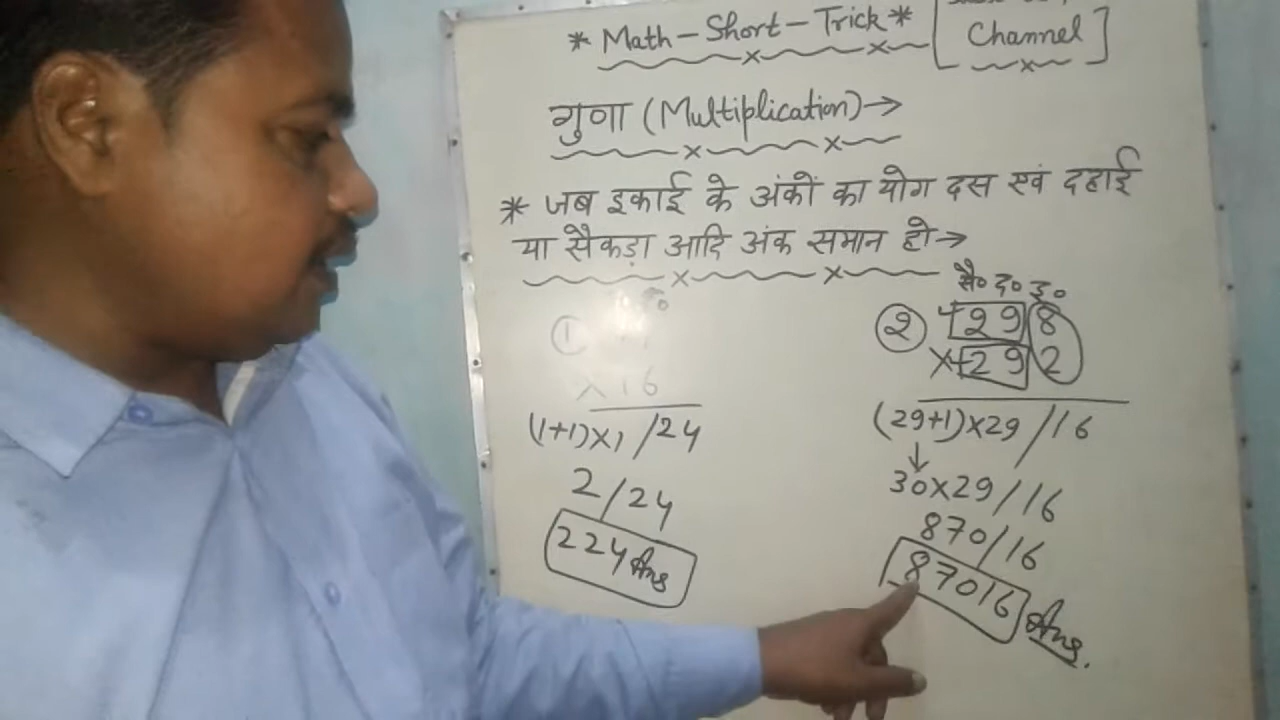 * Math-Short-Trick *
[ Channel ]
गुणा (Multiplication)→
* जब इकाई के अंकों का योग दस एवं दहाई
या सैकड़ा आदि अंक समान हो→
①
×16
(1+1)×1/24
2/24
224 Ans
सै० द० इ०
② 298
×292
(29+1)×29/16
↓
30×29/16
870/16
87016 Ans.